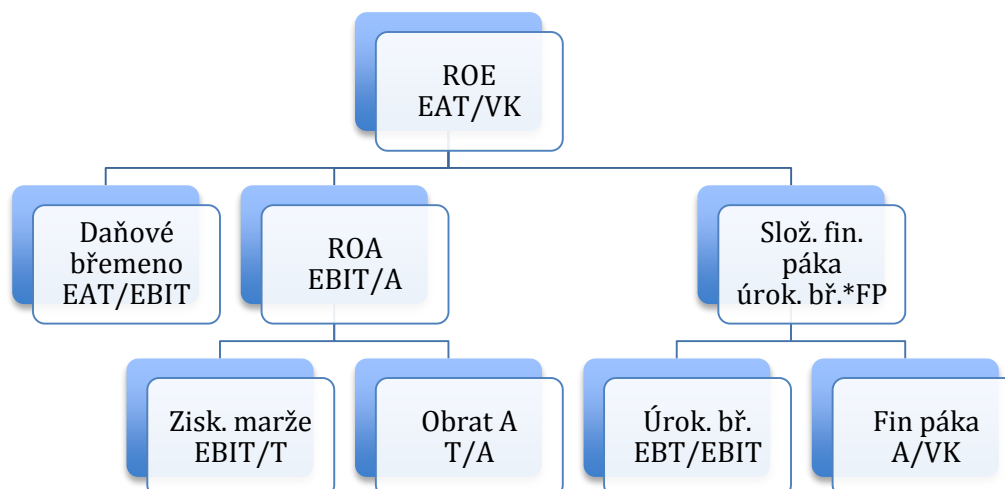 ROE
EAT/VK
Daňové
břemeno
EAT/EBIT
ROA
EBIT/A
Slož. fin.
páka
úrok. bř.*FP
Zisk. marže
EBIT/T
Obrat A
T/A
Úrok. bř.
EBT/EBIT
Fin páka
A/VK